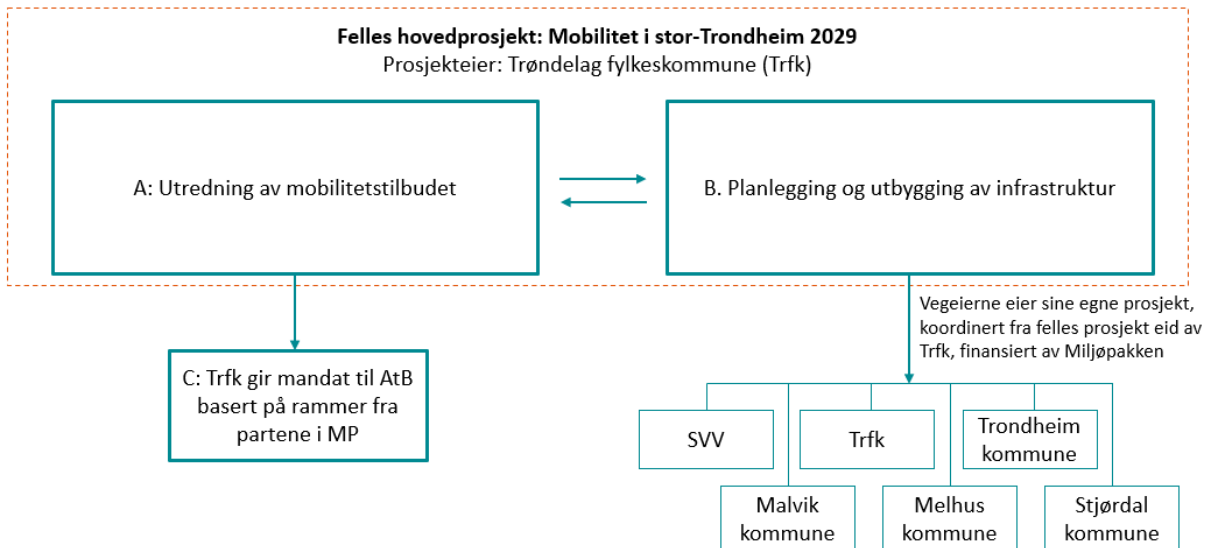 Felles hovedprosjekt: Mobilitet i stor-Trondheim 2029
Prosjekteier: Trøndelag fylkeskommune (Trfk)
A: Utredning av mobilitetstilbudet
B. Planlegging og utbygging av infrastruktur
Vegeierne eier sine egne prosjekt,
koordinert fra felles prosjekt eid av
Trfk, finansiert av Miljøpakken
C: Trfk gir mandat til AtB
basert på rammer fra
partene i MP
SVV
Trfk
Trondheim
kommune
Malvik
kommune
Melhus
kommune
Stjørdal
kommune